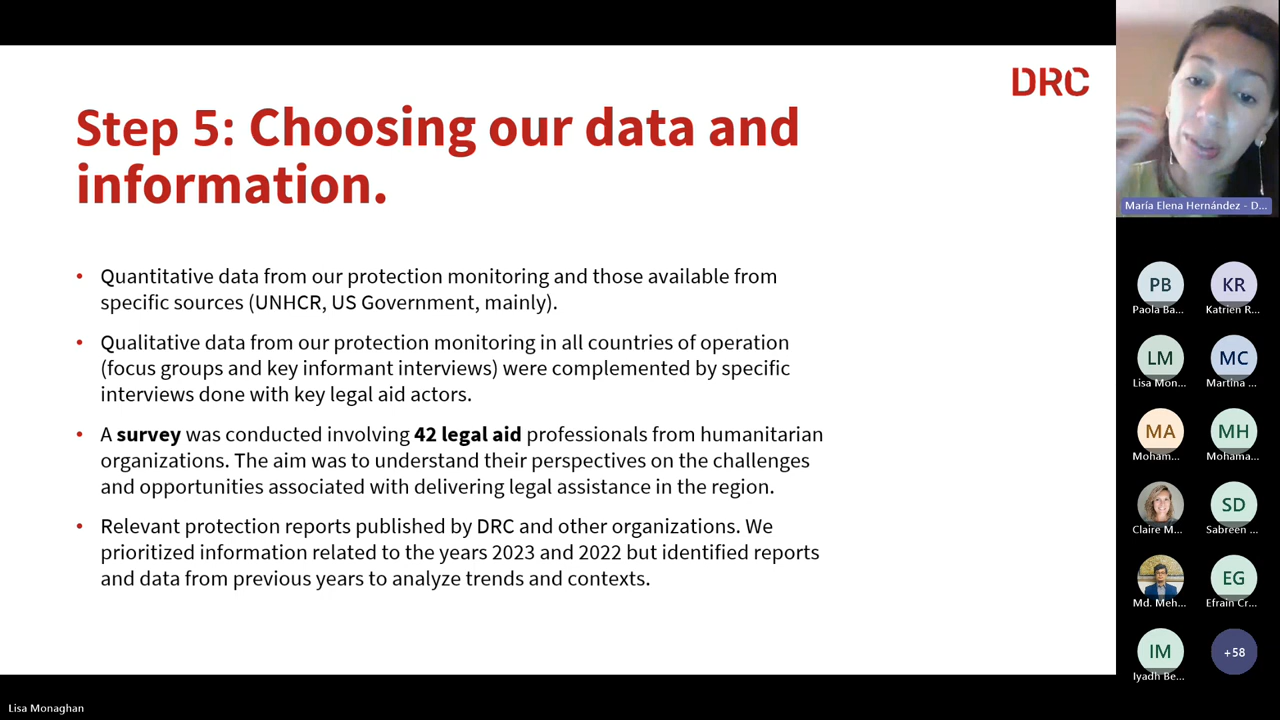 DRC
Step 5: Choosing our data and
information.
• Quantitative data from our protection monitoring and those available from
specific sources (UNHCR, US Government, mainly).
• Qualitative data from our protection monitoring in all countries of operation
(focus groups and key informant interviews) were complemented by specific
interviews done with key legal aid actors.
• A survey was conducted involving 42 legal aid professionals from humanitarian
organizations. The aim was to understand their perspectives on the challenges
and opportunities associated with delivering legal assistance in the region.
• Relevant protection reports published by DRC and other organizations. We
prioritized information related to the years 2023 and 2022 but identified reports
and data from previous years to analyze trends and contexts.
María Elena Hernández - D...
PB
Paola Ba...
KR
Katrien R...
LM
Lisa Mon...
MC
Martina ...
MA
Moham...
MH
Mohama...
Claire M...
SD
Sabreen ...
Md. Meh...
EG
Efrain Cr...
IM
Iyadh Be...
+58
Lisa Monaghan